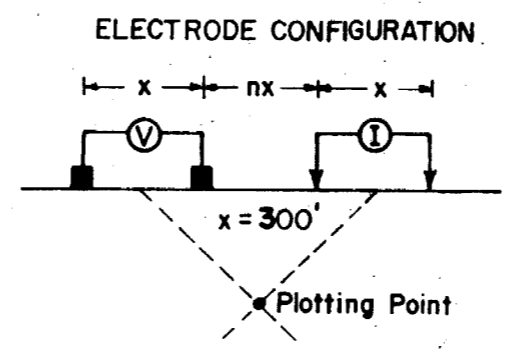 ELECTRODE CONFIGURATION
x nx x
V I
x = 300'
Plotting Point